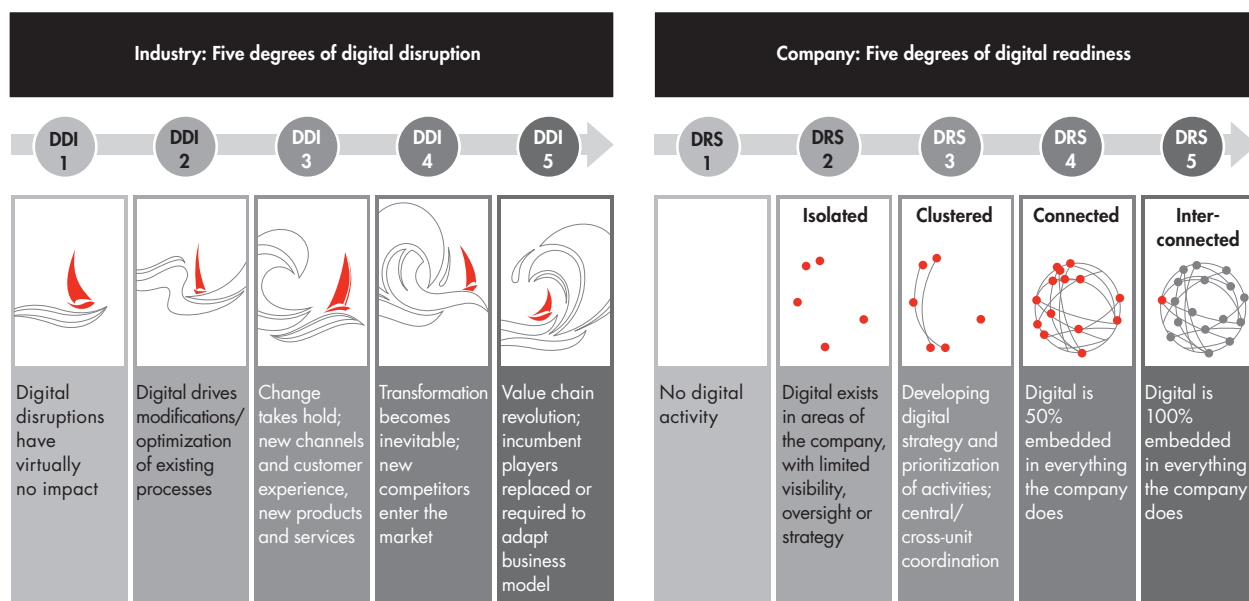 Industry: Five degrees of digital disruption
DDI
1
DDI
2
DDI
3
DDI
4
DDI
5
Digital
disruptions
have
virtually
no impact
Digital drives
modifications/
optimization
of existing
processes
Change
takes hold;
new channels
and customer
experience,
new products
and services
Transformation
becomes
inevitable;
new
competitors
enter the
market
Value chain
revolution;
incumbent
players
replaced or
required to
adapt
business
model
Company: Five degrees of digital readiness
DRS
1
DRS
2
DRS
3
DRS
4
DRS
5
No digital
activity
Isolated
Digital exists
in areas of
the company,
with limited
visibility,
oversight or
strategy
Clustered
Developing
digital
strategy and
prioritization
of activities;
central/
cross-unit
coordination
Connected
Digital is
50%
embedded
in everything
the company
does
Inter-
connected
Digital is
100%
embedded
in everything
the company
does